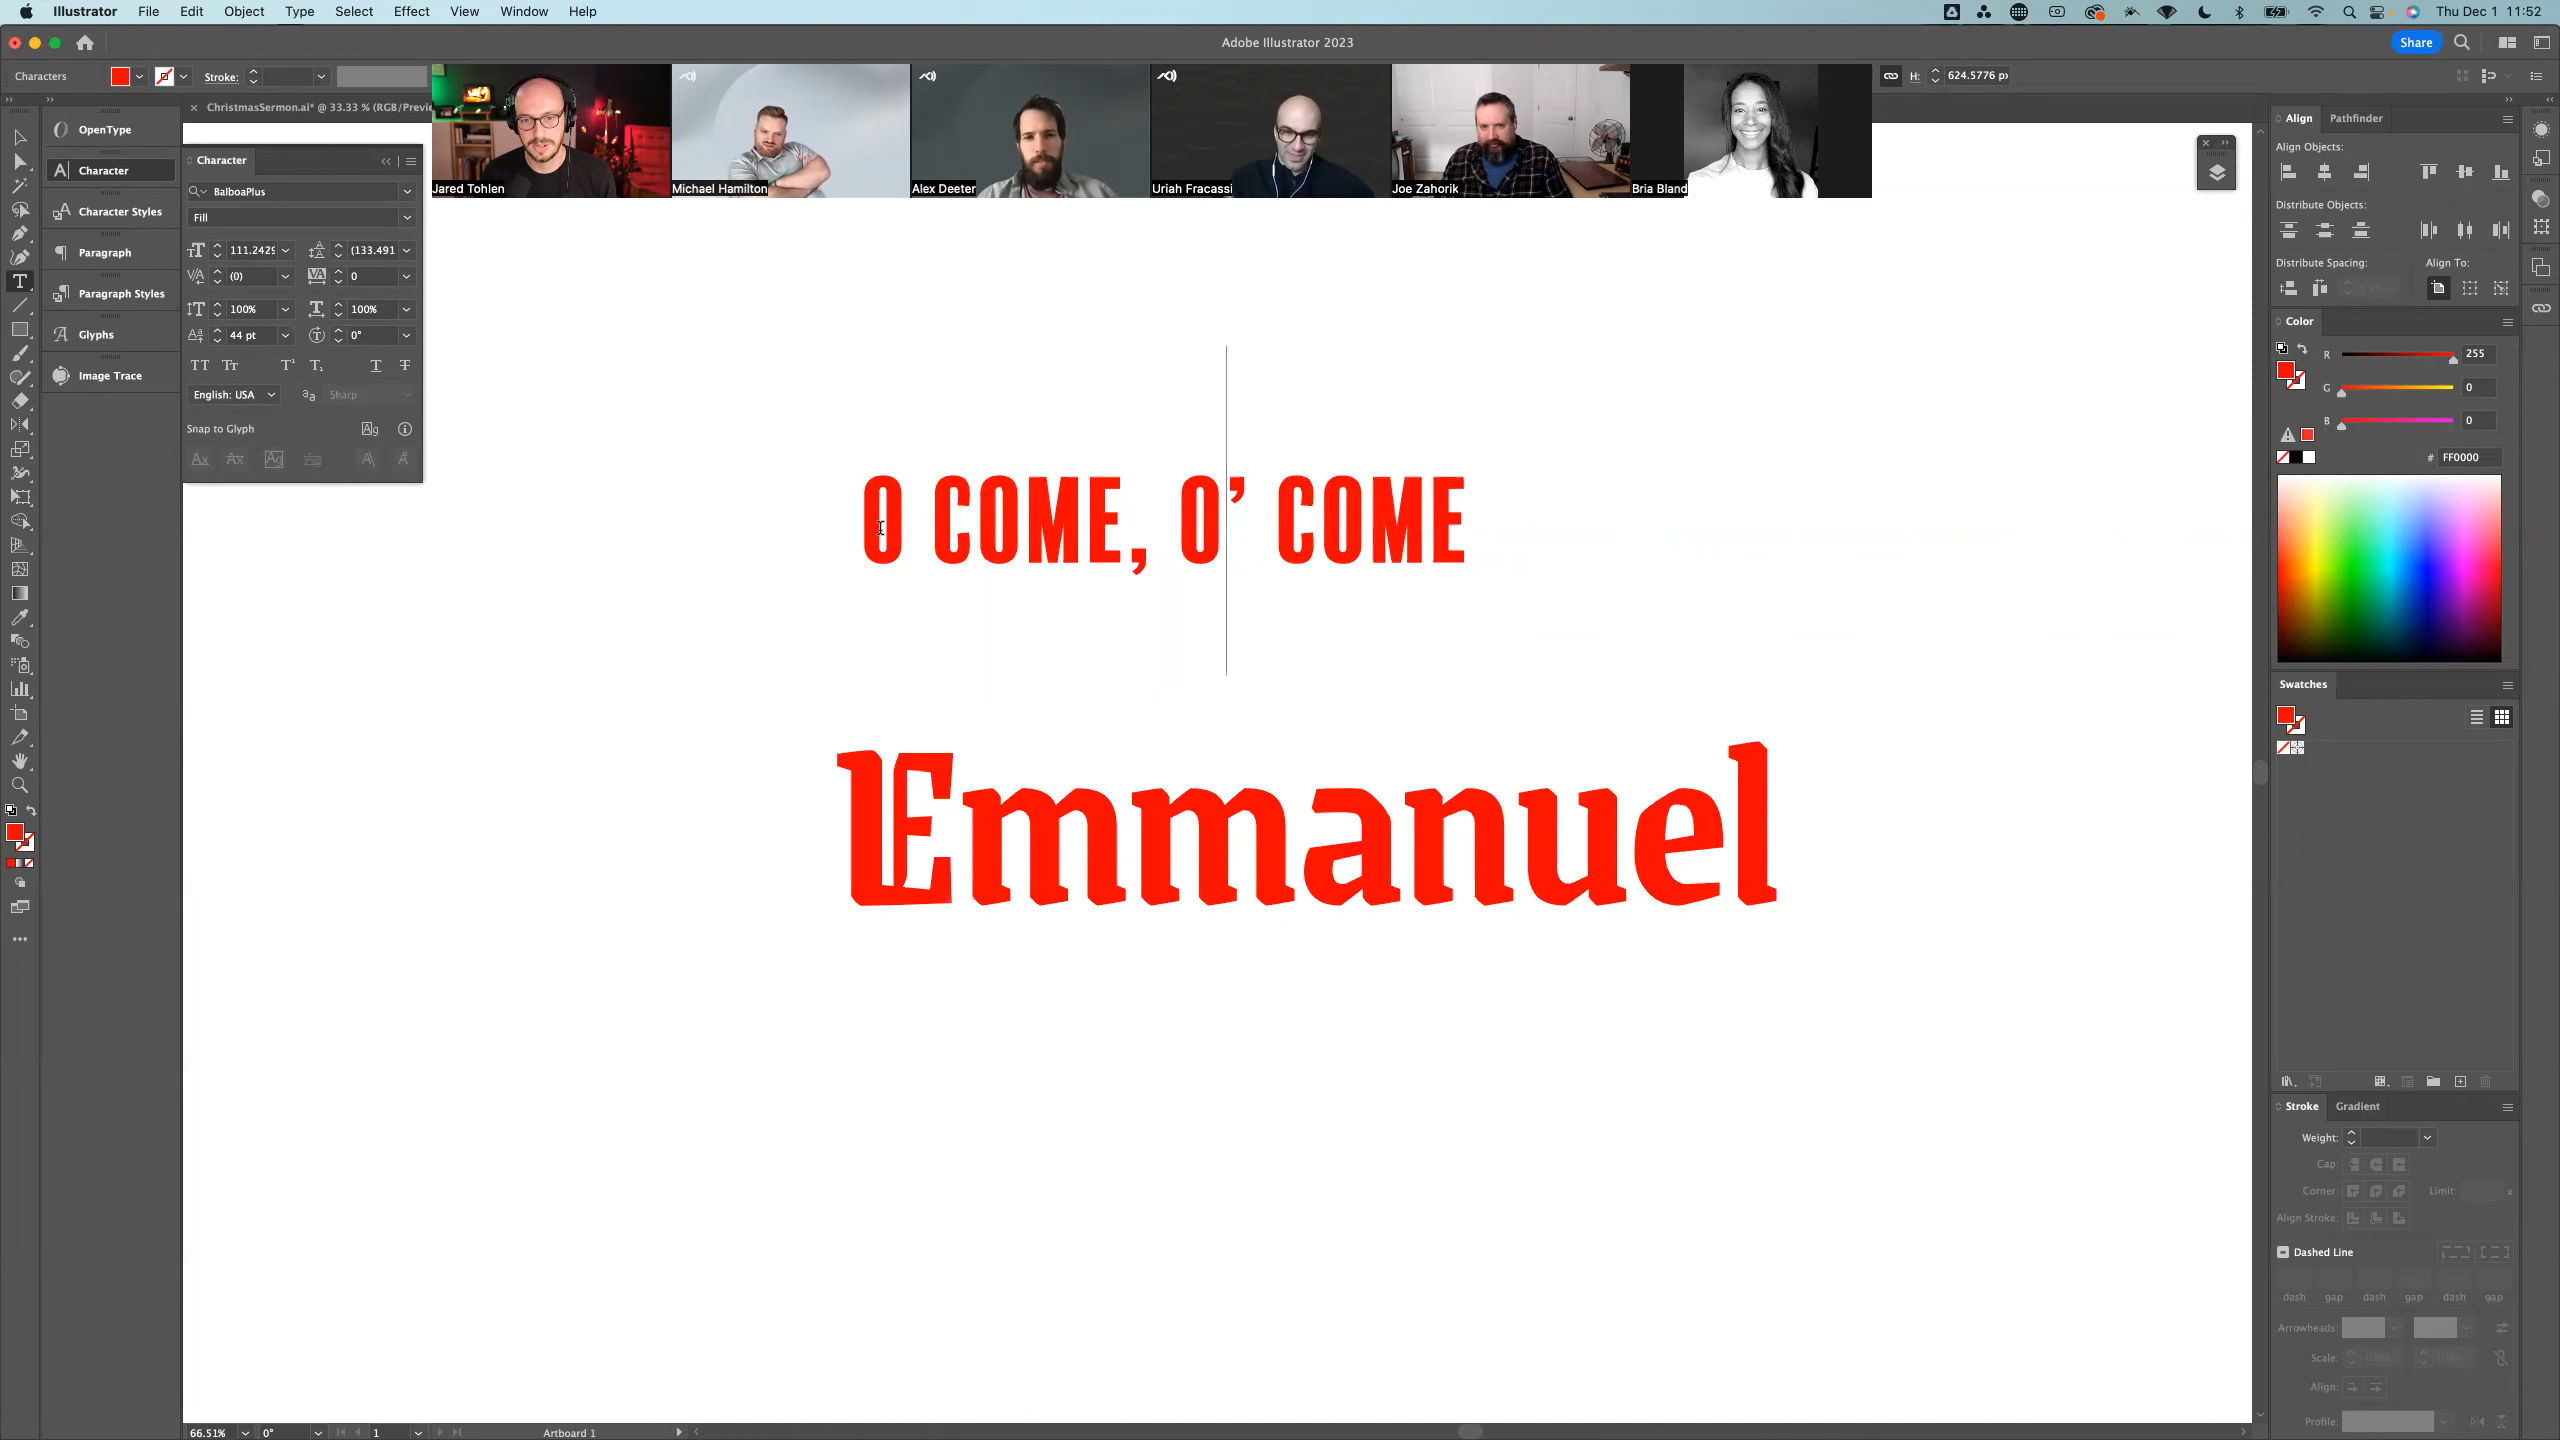 Illustrator File Edit Object Type Select Effect View Window Help Thu Dec 1 11:52
Adobe Illustrator 2023 Share
Characters Stroke: H: 624.5776 px
× ChristmasSermon.ai* @ 33.33 % (RGB/Previe
OpenType
Character
Character Styles
Paragraph
Paragraph Styles
Glyphs
Image Trace
Character
BalboaPlus
Fill
111.2429 (133.491
(0) 0
100% 100%
44 pt 0°
English: USA Sharp
Snap to Glyph
Jared Tohlen
Michael Hamilton
Alex Deeter
Uriah Fracassi
Joe Zahorik
Bria Bland
O COME, O’ COME
Emmanuel
Align Pathfinder
Align Objects:
Distribute Objects:
Distribute Spacing: Align To:
Color
R 255
G 0
B 0
# FF0000
Swatches
Stroke Gradient
Weight:
Cap:
Corner: Limit: x
Align Stroke:
Dashed Line
dash gap dash gap dash gap
Arrowheads:
Scale: 100% 100%
Align:
Profile:
66.51% 0° 1 Artboard 1